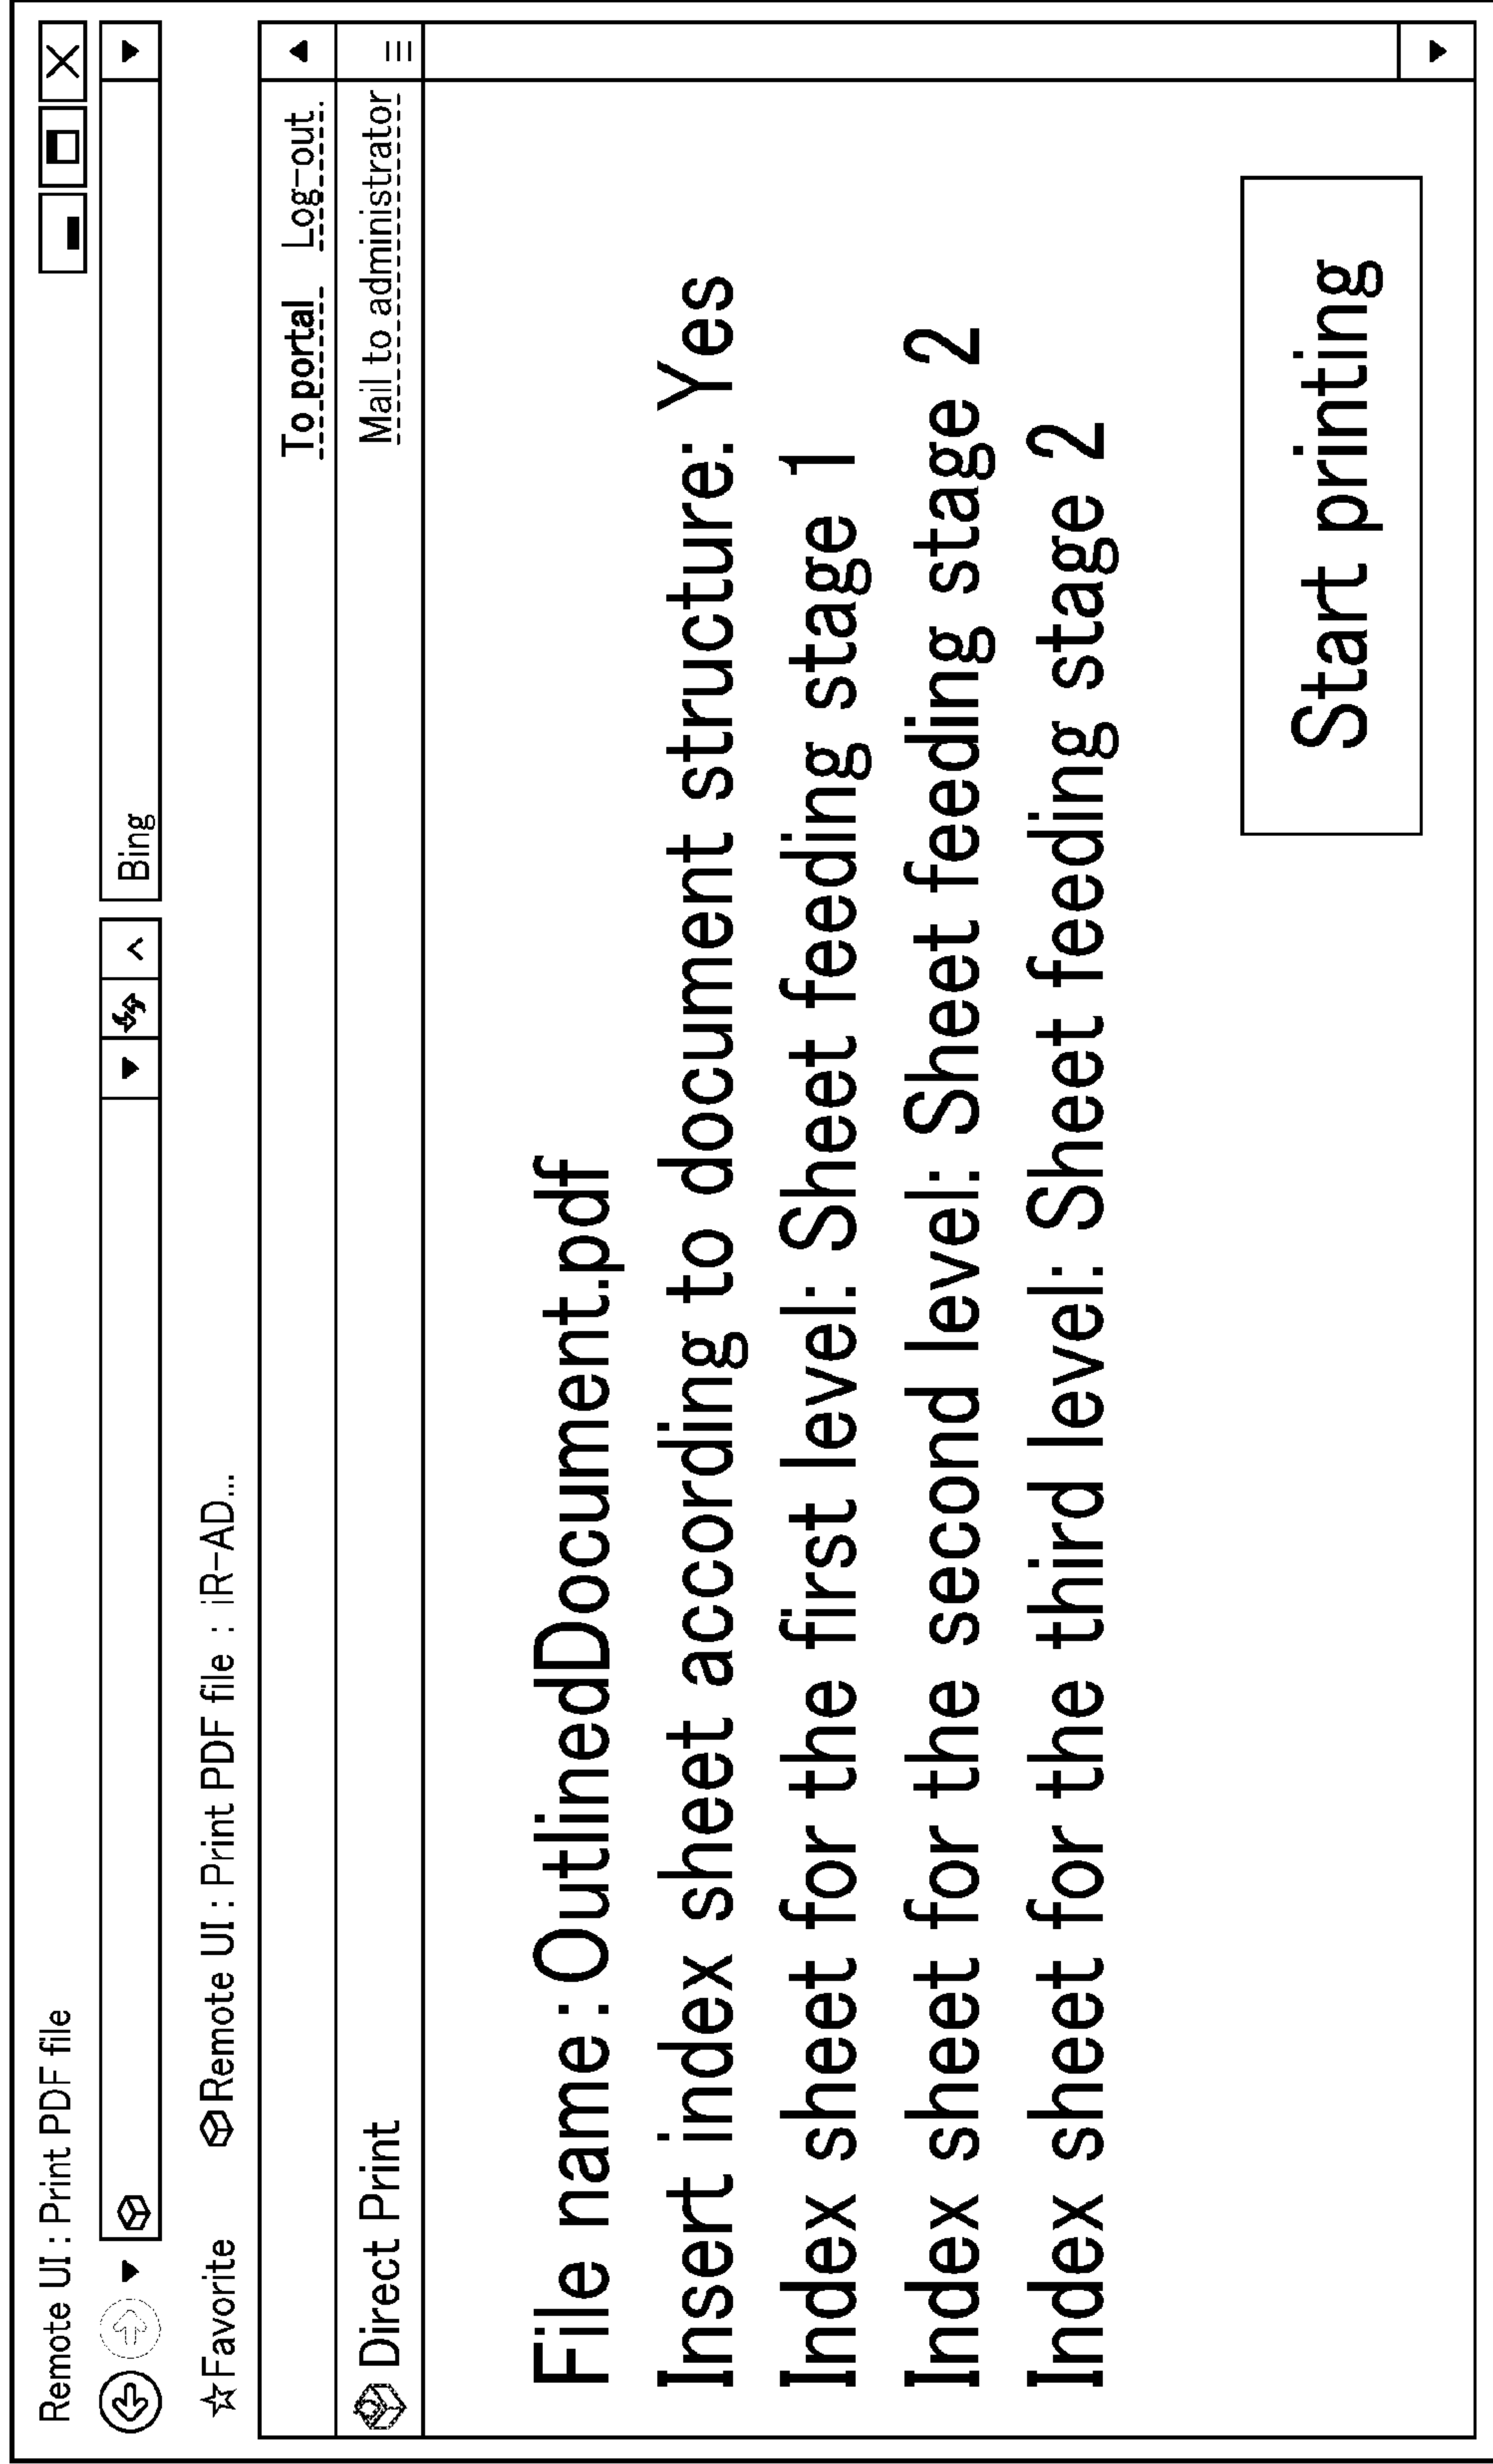 Remote UI : Print PDF file
Bing
☆Favorite Remote UI : Print PDF file : iR-AD...
To portal Log-out
Direct Print Mail to administrator
File name : OutlinedDocument.pdf
Insert index sheet according to document structure: Yes
Index sheet for the first level: Sheet feeding stage 1
Index sheet for the second level: Sheet feeding stage 2
Index sheet for the third level: Sheet feeding stage 2
Start printing